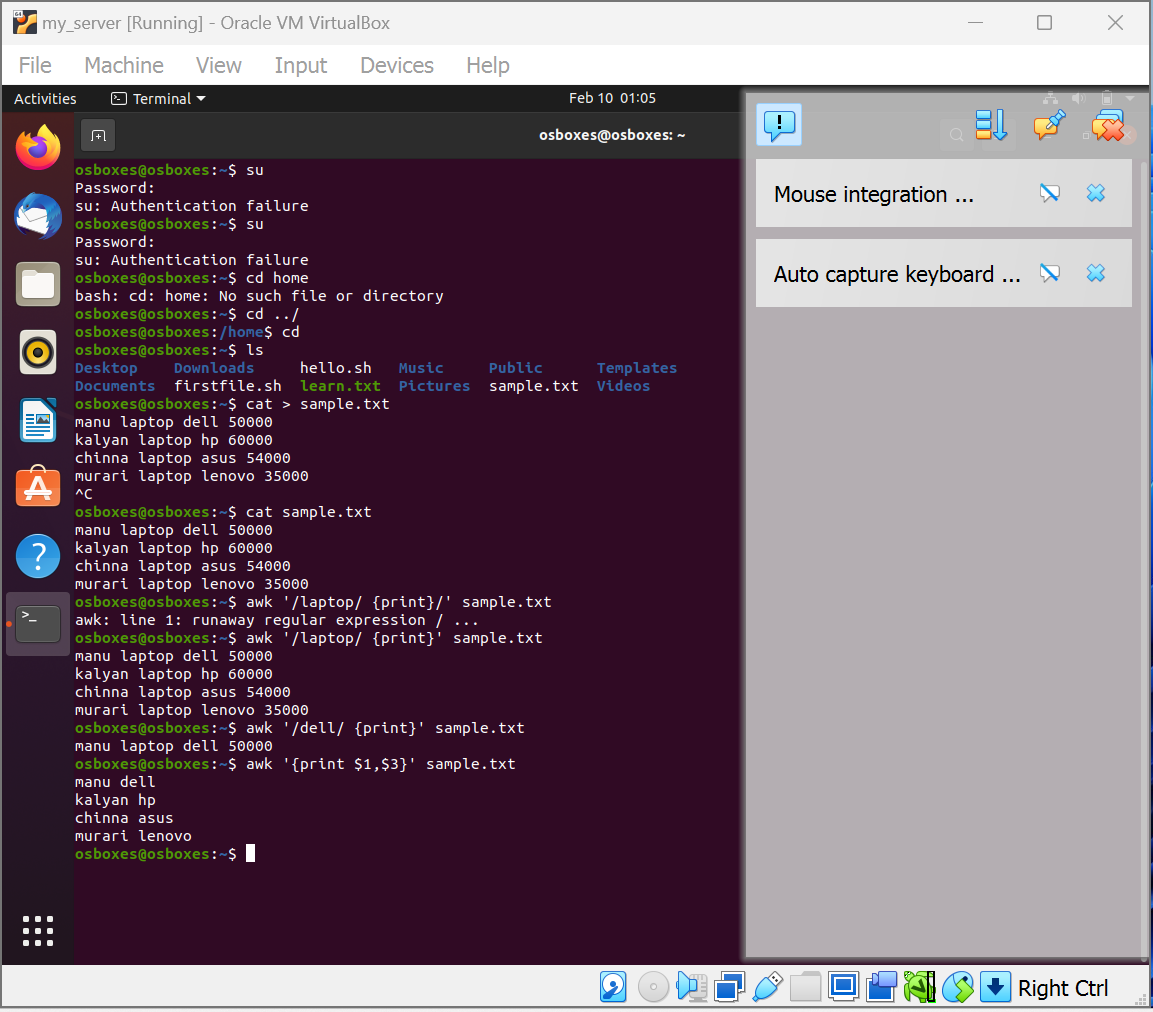 my_server [Running] - Oracle VM VirtualBox
File Machine View Input Devices Help
Activities Terminal Feb 10 01:05
osboxes@osboxes: ~
osboxes@osboxes:~$ su
Password:
su: Authentication failure
osboxes@osboxes:~$ su
Password:
su: Authentication failure
osboxes@osboxes:~$ cd home
bash: cd: home: No such file or directory
osboxes@osboxes:~$ cd ../
osboxes@osboxes:/home$ cd
osboxes@osboxes:~$ ls
Desktop Downloads hello.sh Music Public Templates
Documents firstfile.sh learn.txt Pictures sample.txt Videos
osboxes@osboxes:~$ cat > sample.txt
manu laptop dell 50000
kalyan laptop hp 60000
chinna laptop asus 54000
murari laptop lenovo 35000
^C
osboxes@osboxes:~$ cat sample.txt
manu laptop dell 50000
kalyan laptop hp 60000
chinna laptop asus 54000
murari laptop lenovo 35000
osboxes@osboxes:~$ awk '/laptop/ {print}/' sample.txt
awk: line 1: runaway regular expression / ...
osboxes@osboxes:~$ awk '/laptop/ {print}' sample.txt
manu laptop dell 50000
kalyan laptop hp 60000
chinna laptop asus 54000
murari laptop lenovo 35000
osboxes@osboxes:~$ awk '/dell/ {print}' sample.txt
manu laptop dell 50000
osboxes@osboxes:~$ awk '{print $1,$3}' sample.txt
manu dell
kalyan hp
chinna asus
murari lenovo
osboxes@osboxes:~$
Mouse integration ...
Auto capture keyboard ...
Right Ctrl